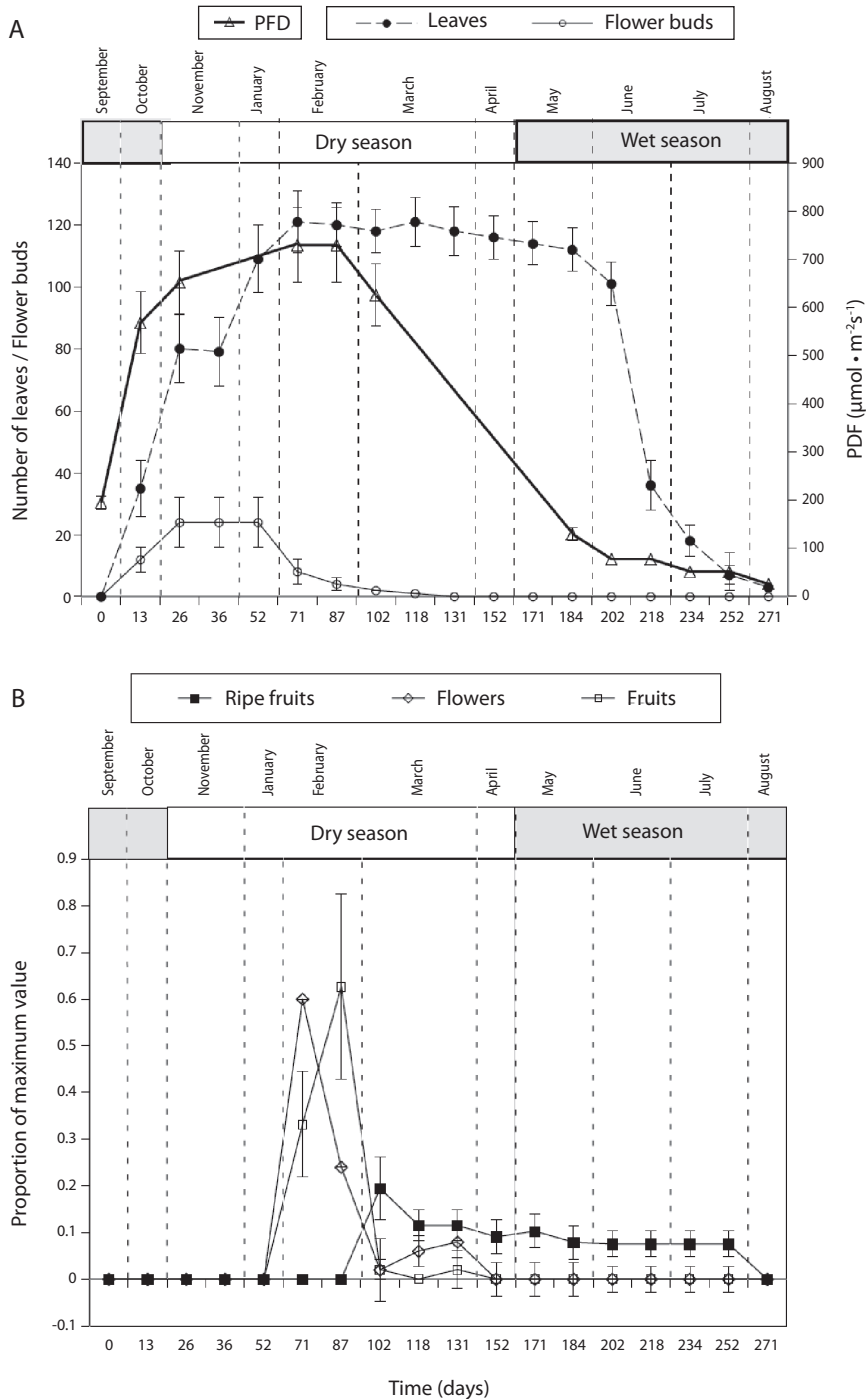 A
PFD Leaves Flower buds
September October November January February March April May June July August
Dry season Wet season
Number of leaves / Flower buds
140
120
100
80
60
40
20
0
900
800
700
600
500
400
300
200
100
0
PDF (µmol • m-2s-1)
0 13 26 36 52 71 87 102 118 131 152 171 184 202 218 234 252 271
B
Ripe fruits Flowers Fruits
September October November January February March April May June July August
Dry season Wet season
Proportion of maximum value
0.9
0.8
0.7
0.6
0.5
0.4
0.3
0.2
0.1
0
-0.1
0 13 26 36 52 71 87 102 118 131 152 171 184 202 218 234 252 271
Time (days)